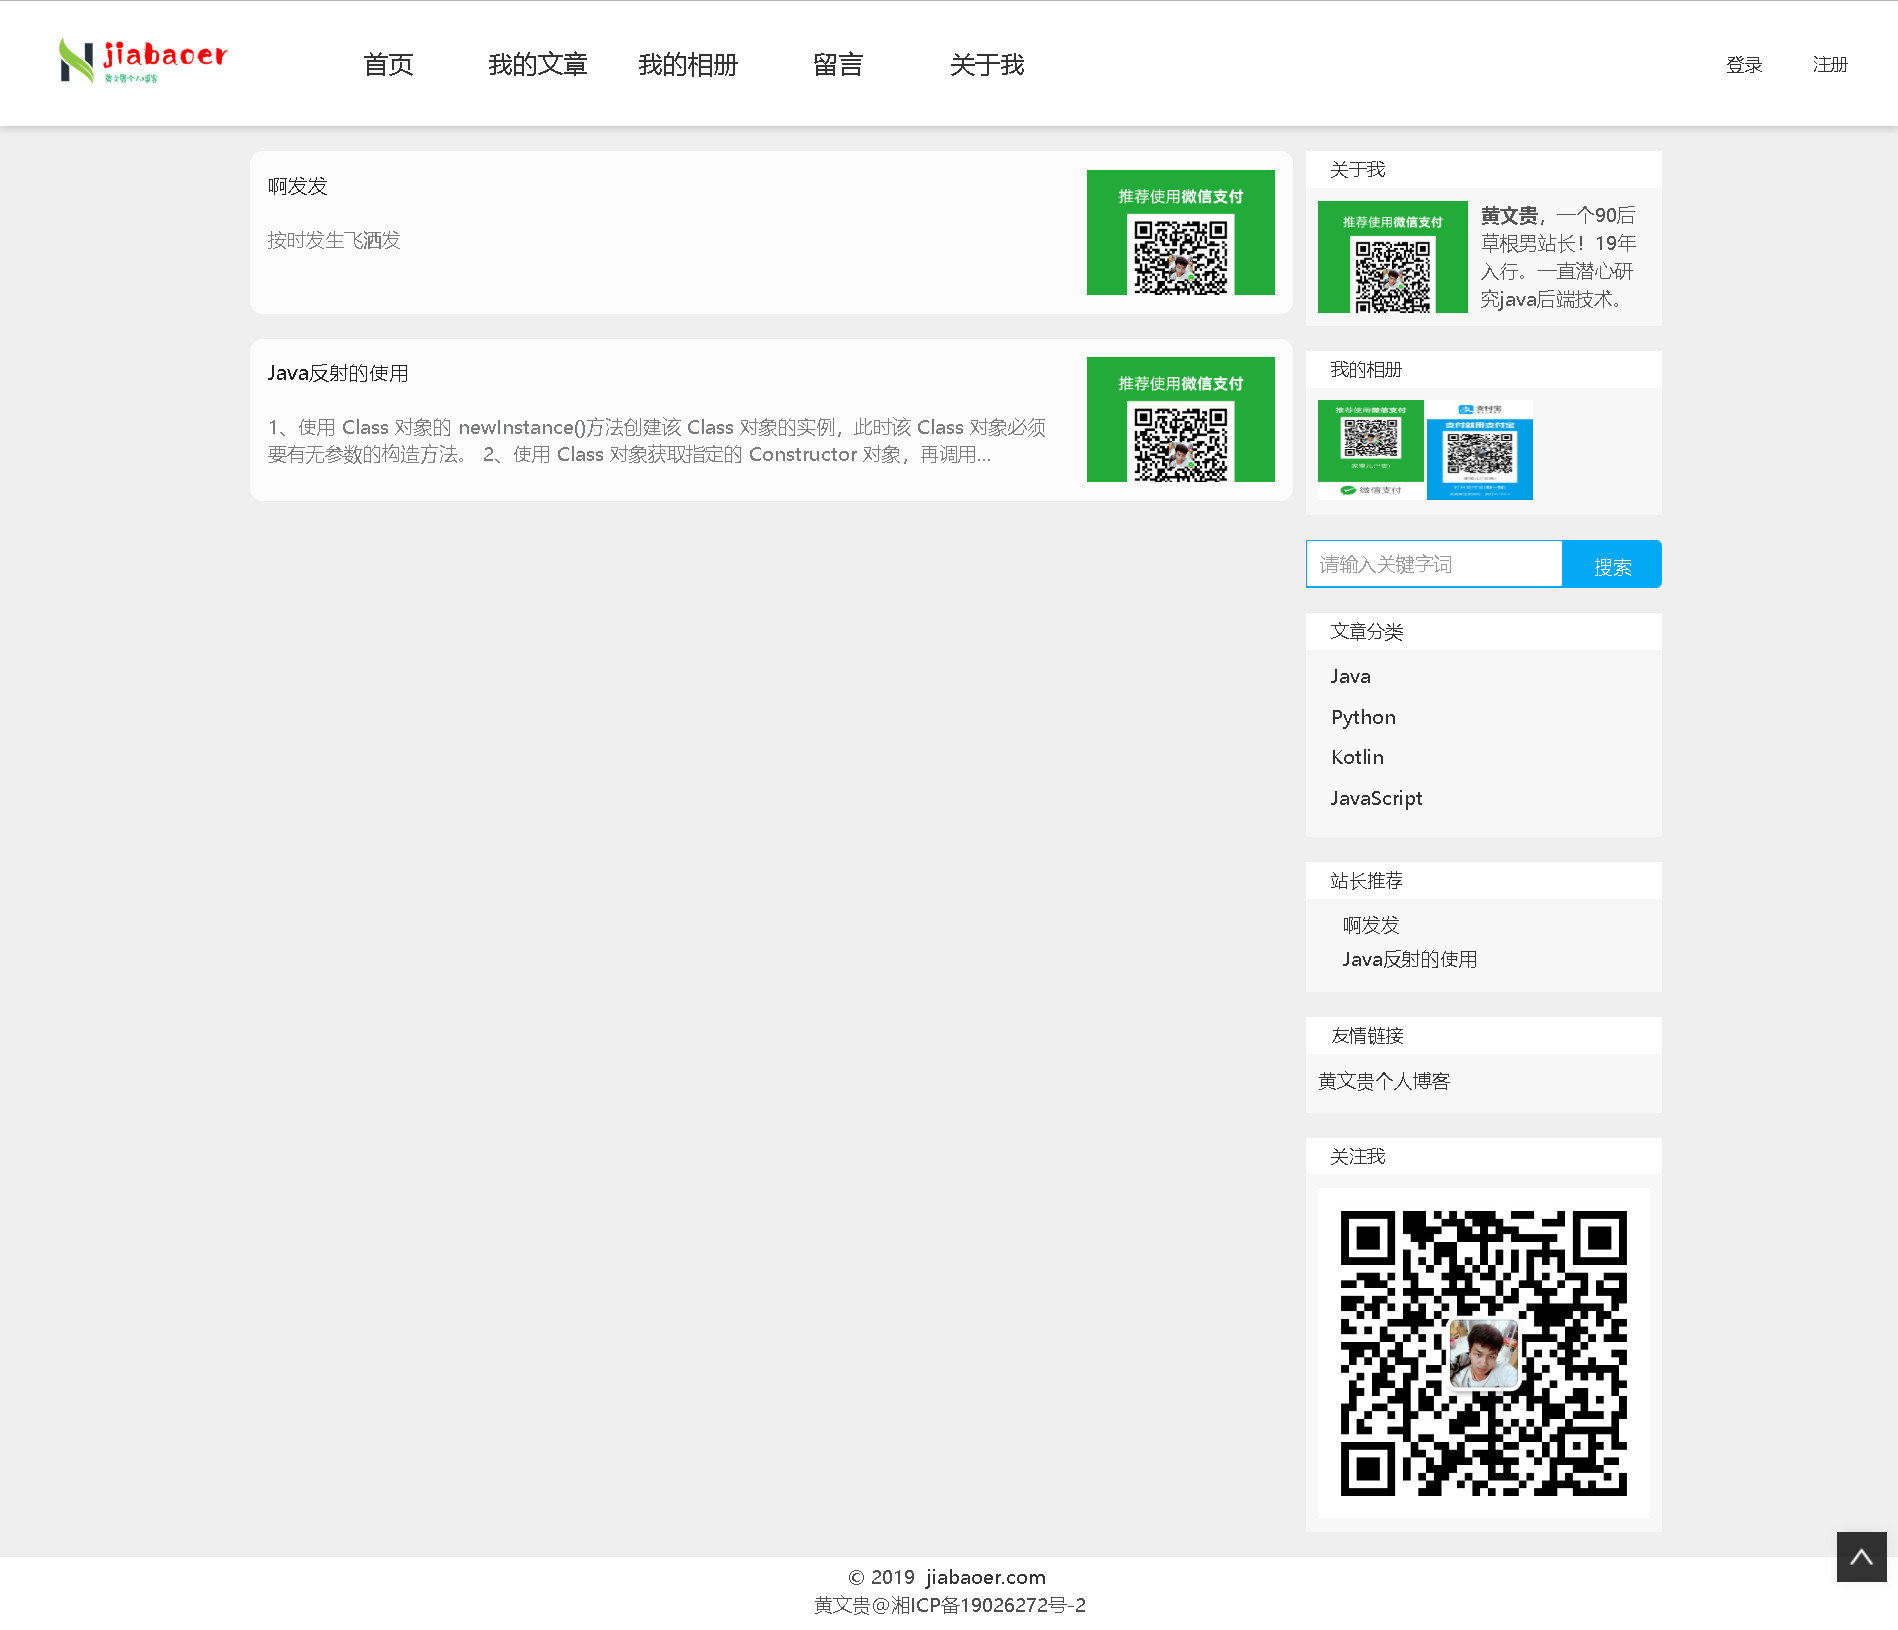 jiabaoer
黄文贵个人博客
首页
我的文章
我的相册
留言
关于我
登录
注册
啊发发
按时发生飞洒发
推荐使用微信支付
Java反射的使用
1、使用 Class 对象的 newInstance()方法创建该 Class 对象的实例，此时该 Class 对象必须
要有无参数的构造方法。 2、使用 Class 对象获取指定的 Constructor 对象，再调用...
推荐使用微信支付
关于我
推荐使用微信支付
黄文贵，一个90后
草根男站长！19年
入行。一直潜心研
究java后端技术。
我的相册
推荐使用微信支付
微信支付
支付宝
支付就用支付宝
请输入关键字词
搜索
文章分类
Java
Python
Kotlin
JavaScript
站长推荐
啊发发
Java反射的使用
友情链接
黄文贵个人博客
关注我
© 2019 jiabaoer.com
黄文贵@湘ICP备19026272号-2